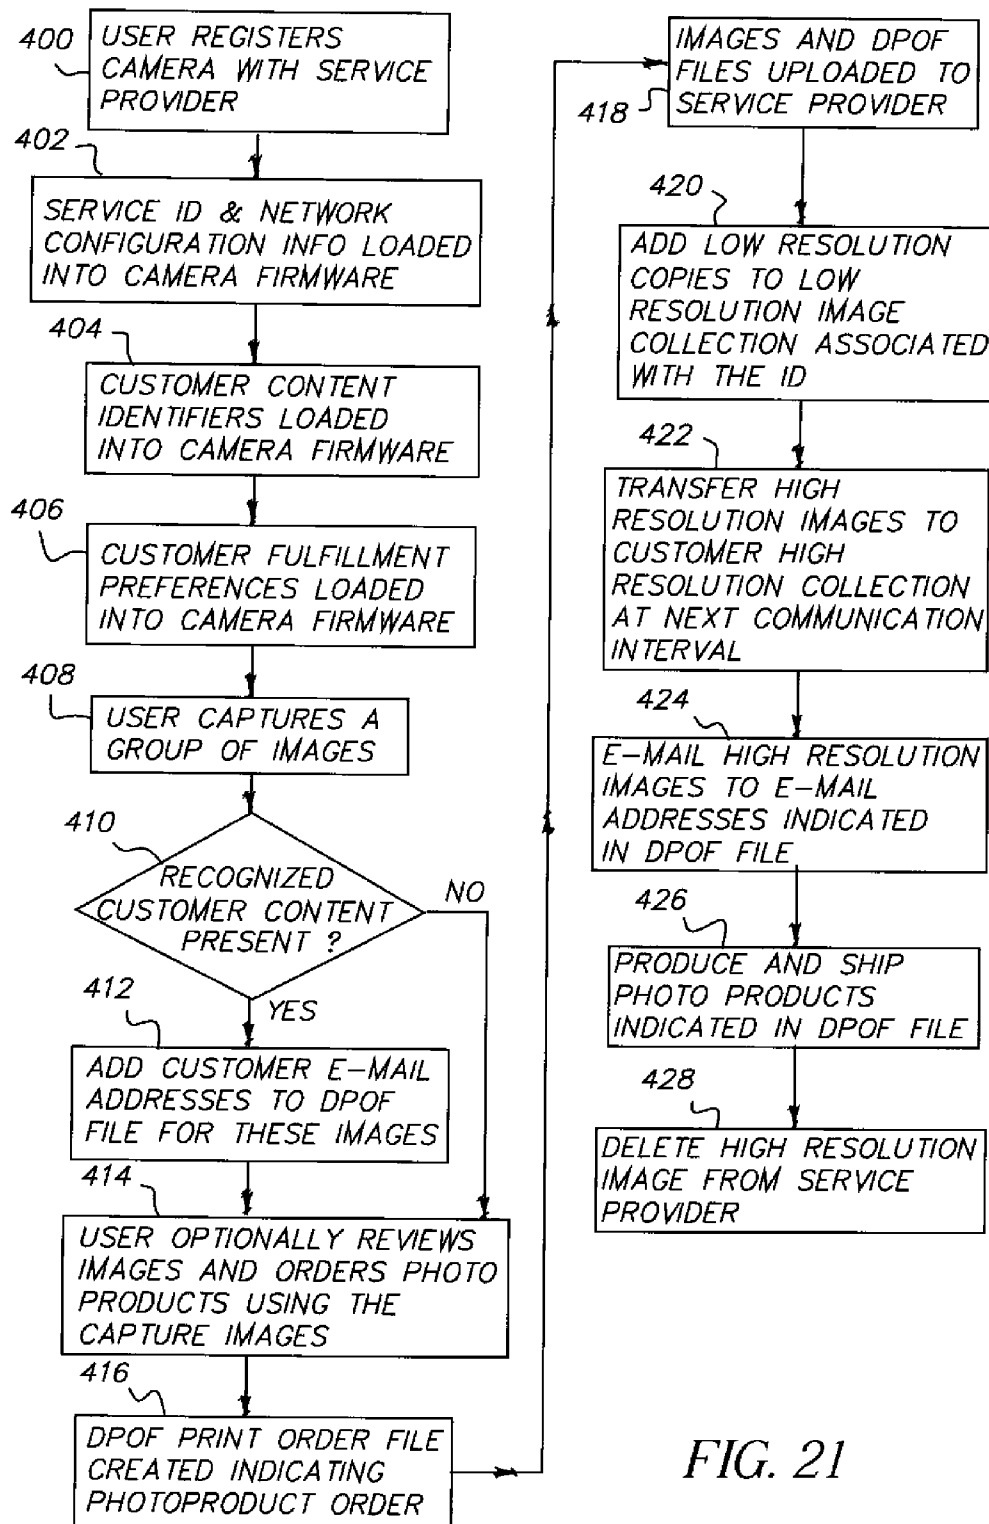 400
USER REGISTERS
CAMERA WITH SERVICE
PROVIDER
402
SERVICE ID & NETWORK
CONFIGURATION INFO LOADED
INTO CAMERA FIRMWARE
404
CUSTOMER CONTENT
IDENTIFIERS LOADED
INTO CAMERA FIRMWARE
406
CUSTOMER FULFILLMENT
PREFERENCES LOADED
INTO CAMERA FIRMWARE
408
USER CAPTURES A
GROUP OF IMAGES
410
RECOGNIZED
CUSTOMER CONTENT
PRESENT ?
NO
YES
412
ADD CUSTOMER E-MAIL
ADDRESSES TO DPOF
FILE FOR THESE IMAGES
414
USER OPTIONALLY REVIEWS
IMAGES AND ORDERS PHOTO
PRODUCTS USING THE
CAPTURE IMAGES
416
DPOF PRINT ORDER FILE
CREATED INDICATING
PHOTOPRODUCT ORDER
IMAGES AND DPOF
FILES UPLOADED TO
SERVICE PROVIDER
418
420
ADD LOW RESOLUTION
COPIES TO LOW
RESOLUTION IMAGE
COLLECTION ASSOCIATED
WITH THE ID
422
TRANSFER HIGH
RESOLUTION IMAGES TO
CUSTOMER HIGH
RESOLUTION COLLECTION
AT NEXT COMMUNICATION
INTERVAL
424
E-MAIL HIGH RESOLUTION
IMAGES TO E-MAIL
ADDRESSES INDICATED
IN DPOF FILE
426
PRODUCE AND SHIP
PHOTO PRODUCTS
INDICATED IN DPOF FILE
428
DELETE HIGH RESOLUTION
IMAGE FROM SERVICE
PROVIDER
FIG. 21